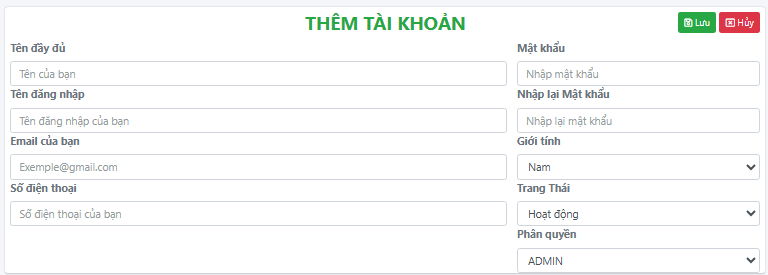 THÊM TÀI KHOẢN
Lưu
Hủy
Tên đầy đủ
Tên của bạn
Tên đăng nhập
Tên đăng nhập của bạn
Email của bạn
Exemple@gmail.com
Số điện thoại
Số điện thoại của bạn
Mật khẩu
Nhập mật khẩu
Nhập lại Mật khẩu
Nhập lại mật khẩu
Giới tính
Nam
Trang Thái
Hoạt động
Phân quyền
ADMIN